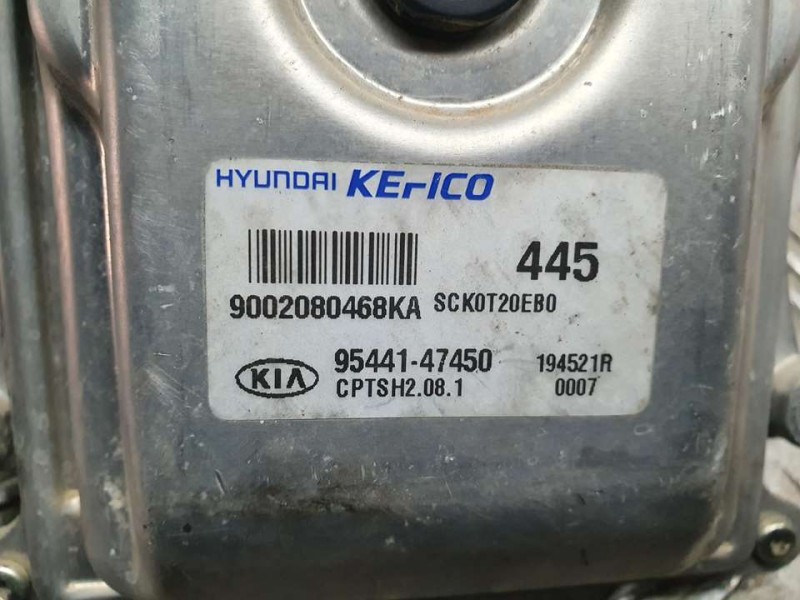 HYUNDAI KEFICO
445
9002080468KA SCK0T20EB0
KIA 95441-47450 194521R
CPTSH2.08.1 0007